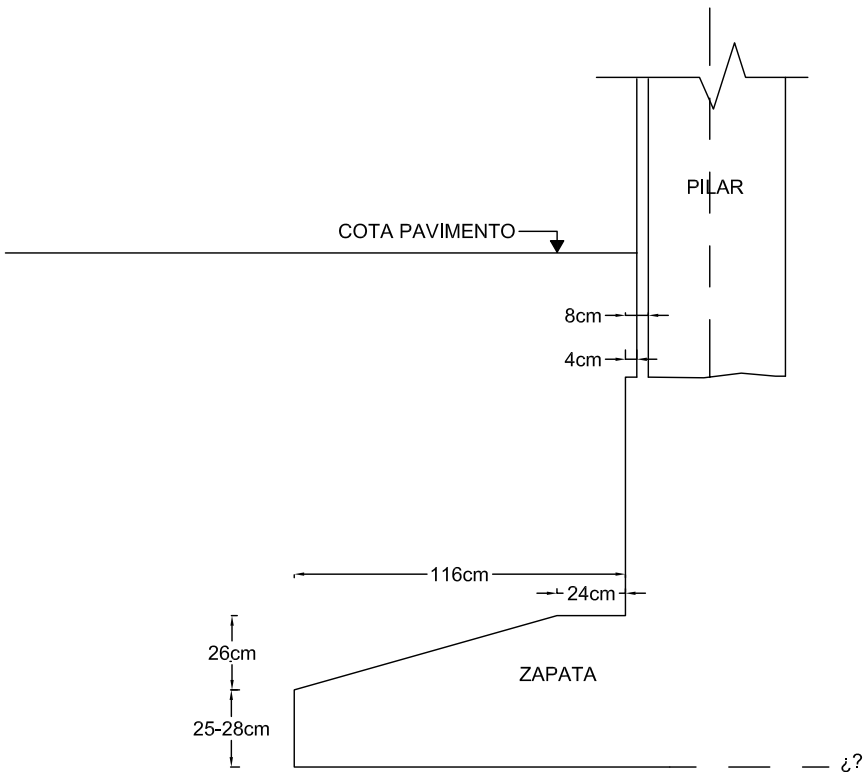 PILAR
COTA PAVIMENTO
8cm
4cm
116cm
24cm
26cm
ZAPATA
25-28cm
¿?